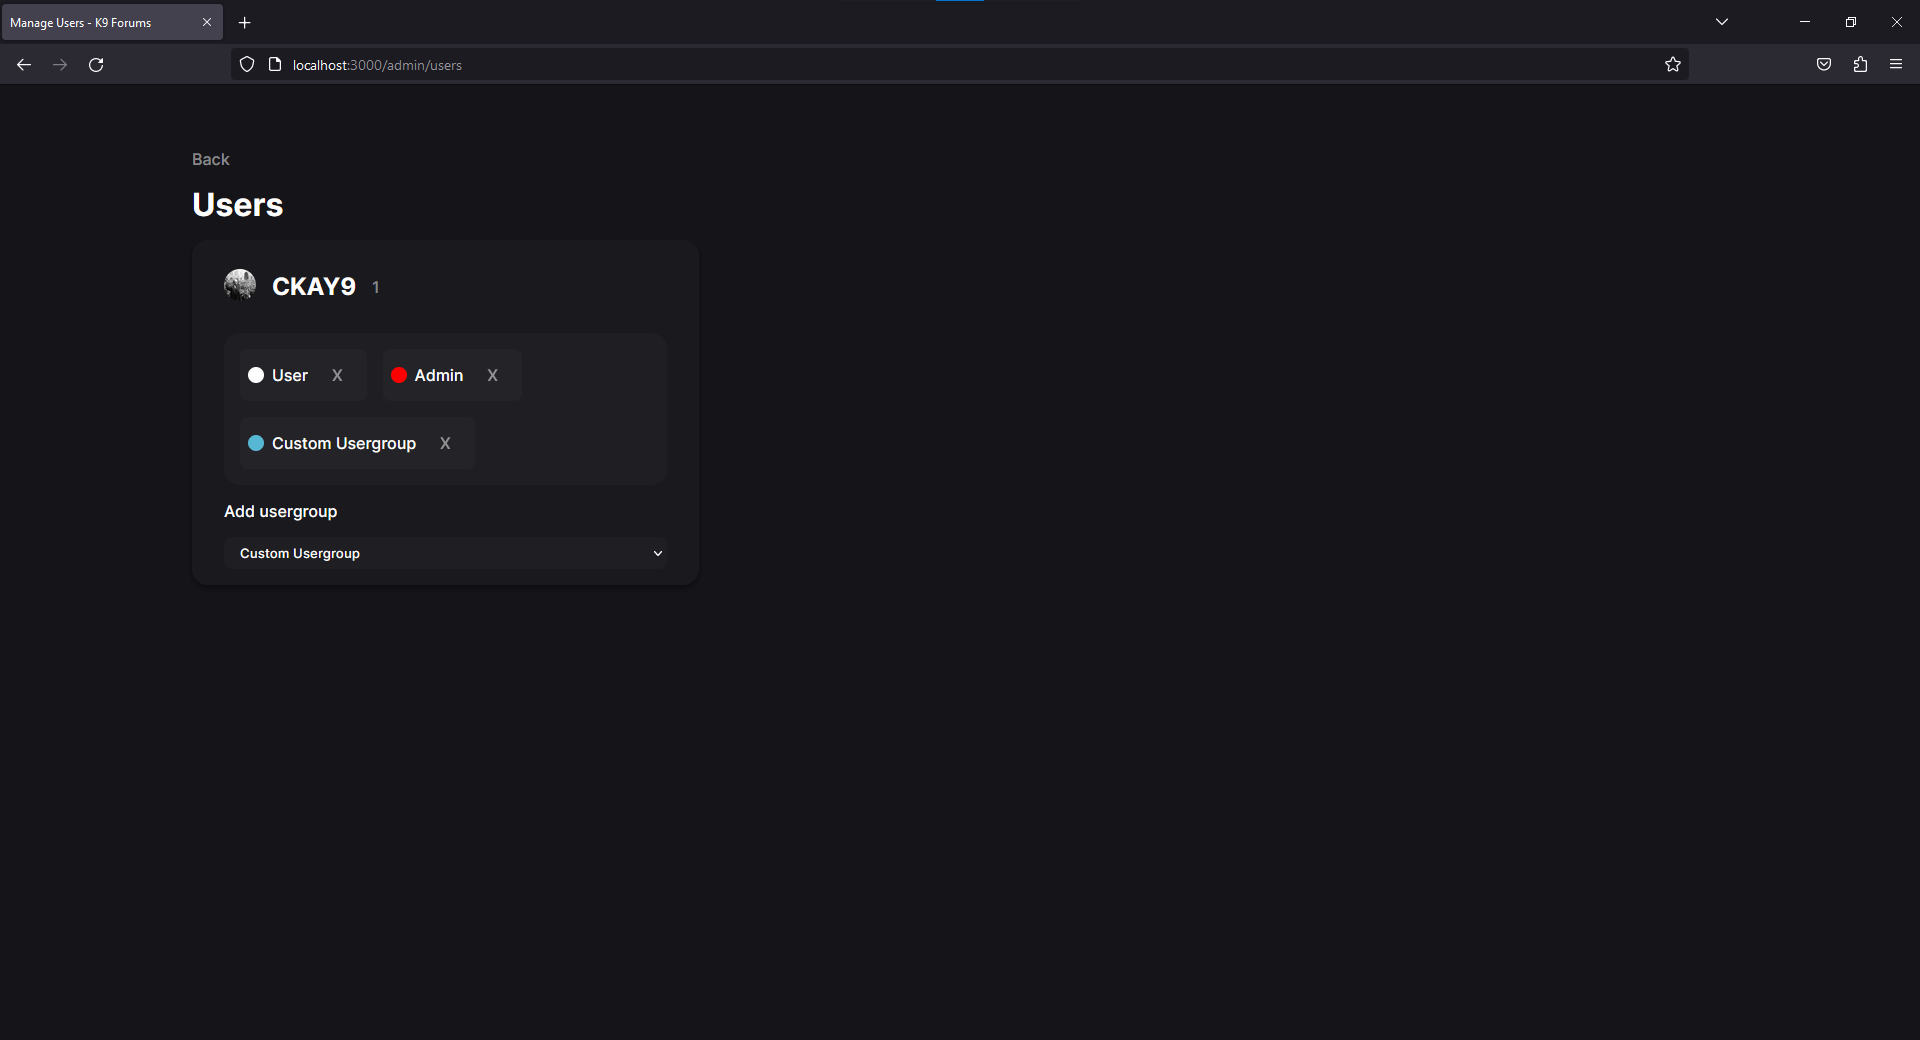 Manage Users - K9 Forums
localhost:3000/admin/users
Back
Users
CKAY9 1
User X Admin X
Custom Usergroup X
Add usergroup
Custom Usergroup